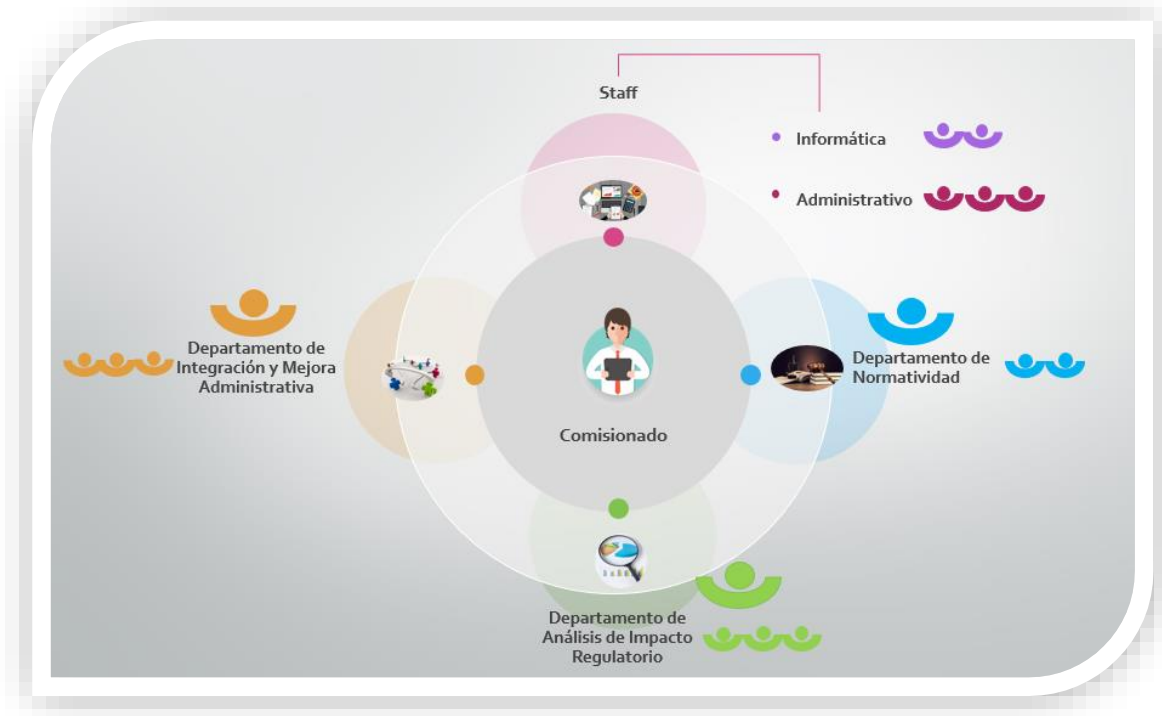 Staff
Informática
Administrativo
Departamento de
Integración y Mejora
Administrativa
Departamento de
Normatividad
Comisionado
Departamento de
Análisis de Impacto
Regulatorio